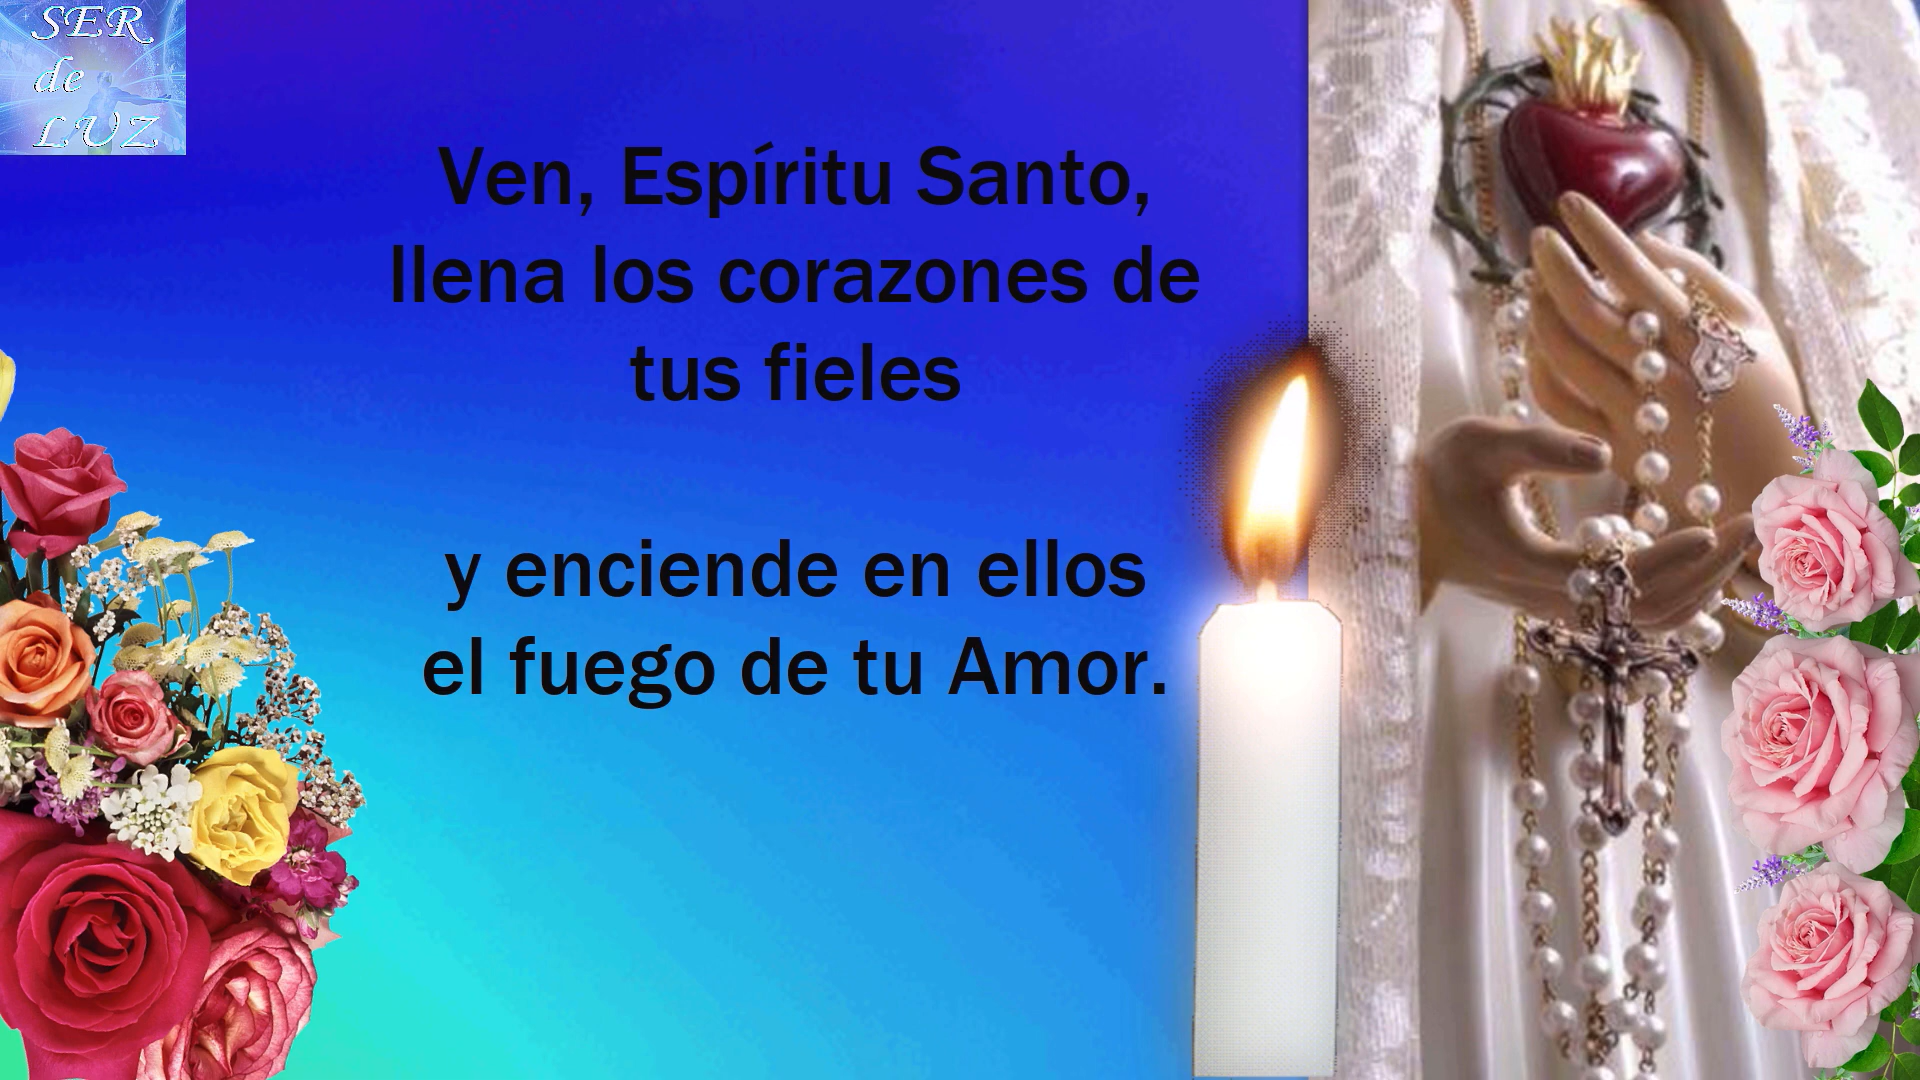 SER
de
LUZ
Ven, Espíritu Santo,
llena los corazones de
tus fieles
y enciende en ellos
el fuego de tu Amor.